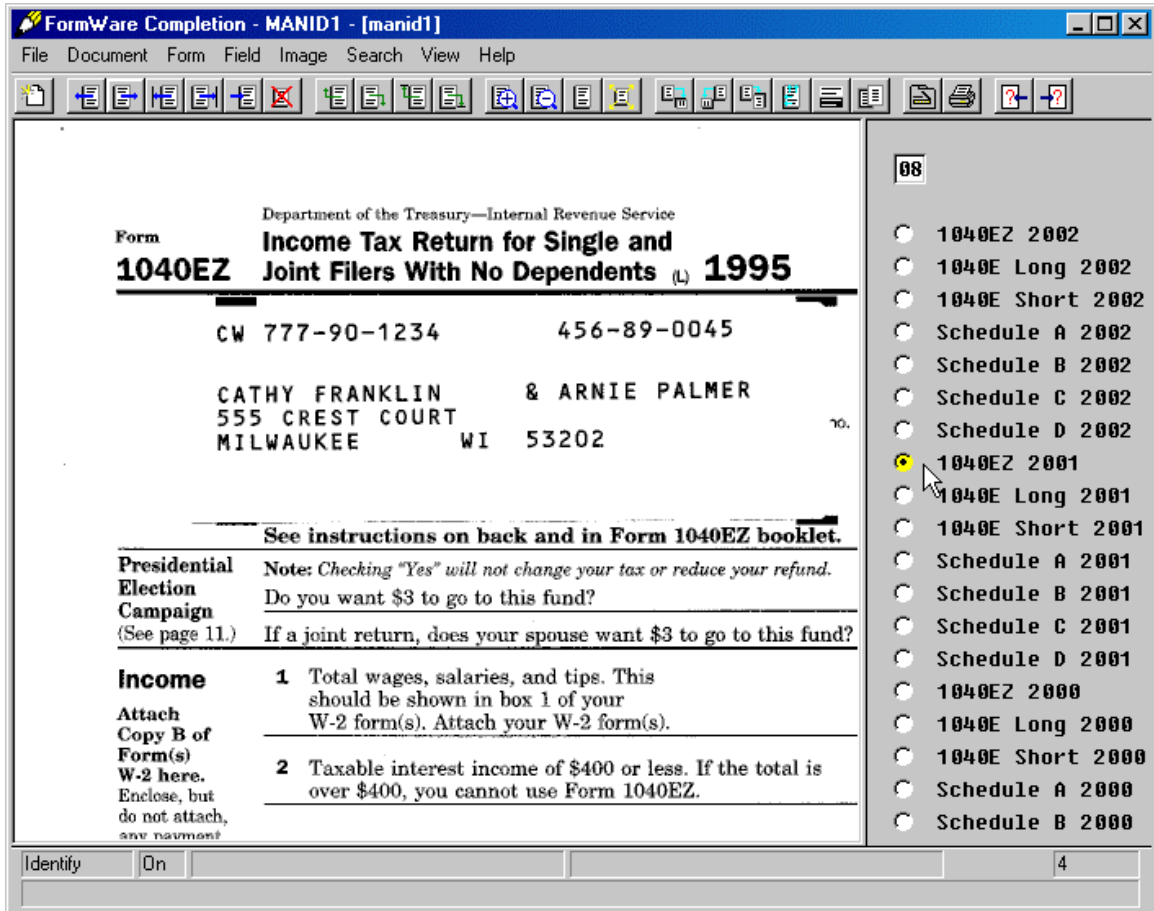 FormWare Completion - MANID1 - [manid1]
File Document Form Field Image Search View Help
08
Department of the Treasury—Internal Revenue Service
Form
1040EZ
Income Tax Return for Single and
Joint Filers With No Dependents (L) 1995
CW 777-90-1234 456-89-0045
CATHY FRANKLIN & ARNIE PALMER
555 CREST COURT
no.
MILWAUKEE WI 53202
See instructions on back and in Form 1040EZ booklet.
Presidential
Election
Campaign
(See page 11.)
Note: Checking "Yes" will not change your tax or reduce your refund.
Do you want $3 to go to this fund?
If a joint return, does your spouse want $3 to go to this fund?
Income
Attach
Copy B of
Form(s)
W-2 here.
Enclose, but
do not attach,
any payment
1 Total wages, salaries, and tips. This
should be shown in box 1 of your
W-2 form(s). Attach your W-2 form(s).
2 Taxable interest income of $400 or less. If the total is
over $400, you cannot use Form 1040EZ.
1040EZ 2002
1040E Long 2002
1040E Short 2002
Schedule A 2002
Schedule B 2002
Schedule C 2002
Schedule D 2002
1040EZ 2001
1040E Long 2001
1040E Short 2001
Schedule A 2001
Schedule B 2001
Schedule C 2001
Schedule D 2001
1040EZ 2000
1040E Long 2000
1040E Short 2000
Schedule A 2000
Schedule B 2000
Identify On 4